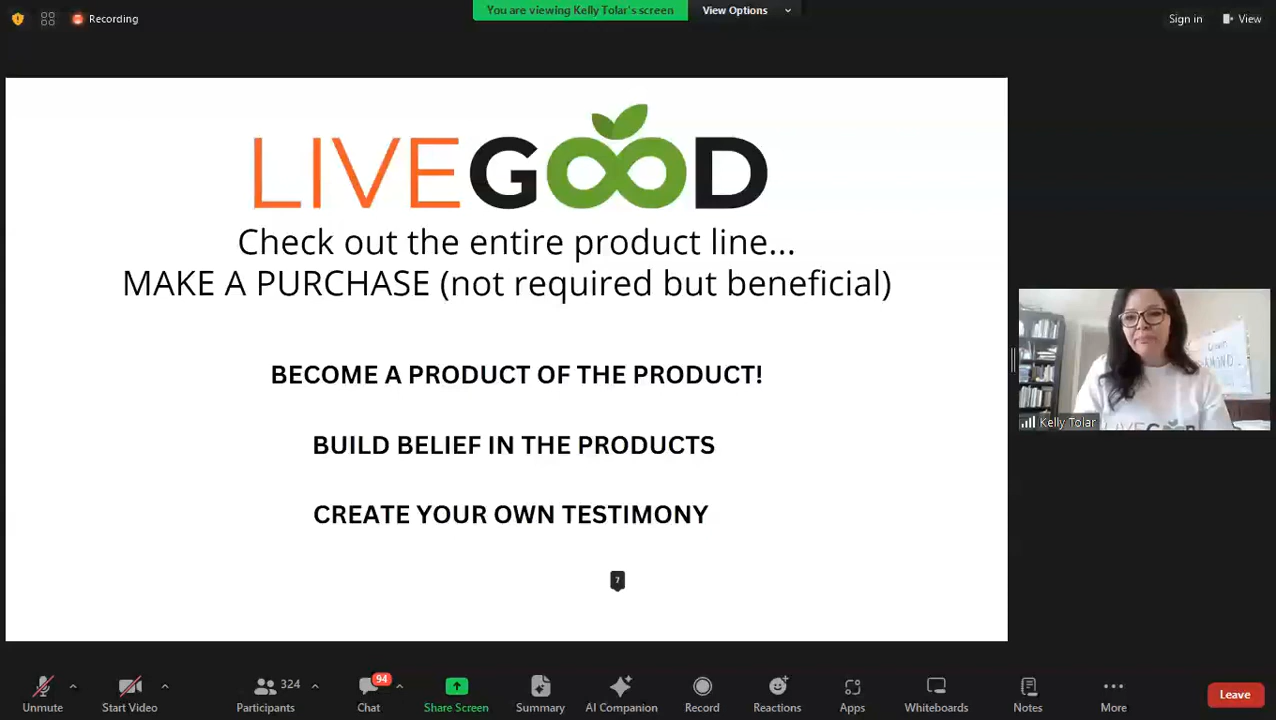 You are viewing Kelly Tolar's screen
View Options
Recording
Sign in
View
LIVEGOOD
Check out the entire product line...
MAKE A PURCHASE (not required but beneficial)
BECOME A PRODUCT OF THE PRODUCT!
BUILD BELIEF IN THE PRODUCTS
CREATE YOUR OWN TESTIMONY
7
Kelly Tolar
Unmute
Start Video
Participants
324
Chat
94
Share Screen
Summary
AI Companion
Record
Reactions
Apps
Whiteboards
Notes
More
Leave